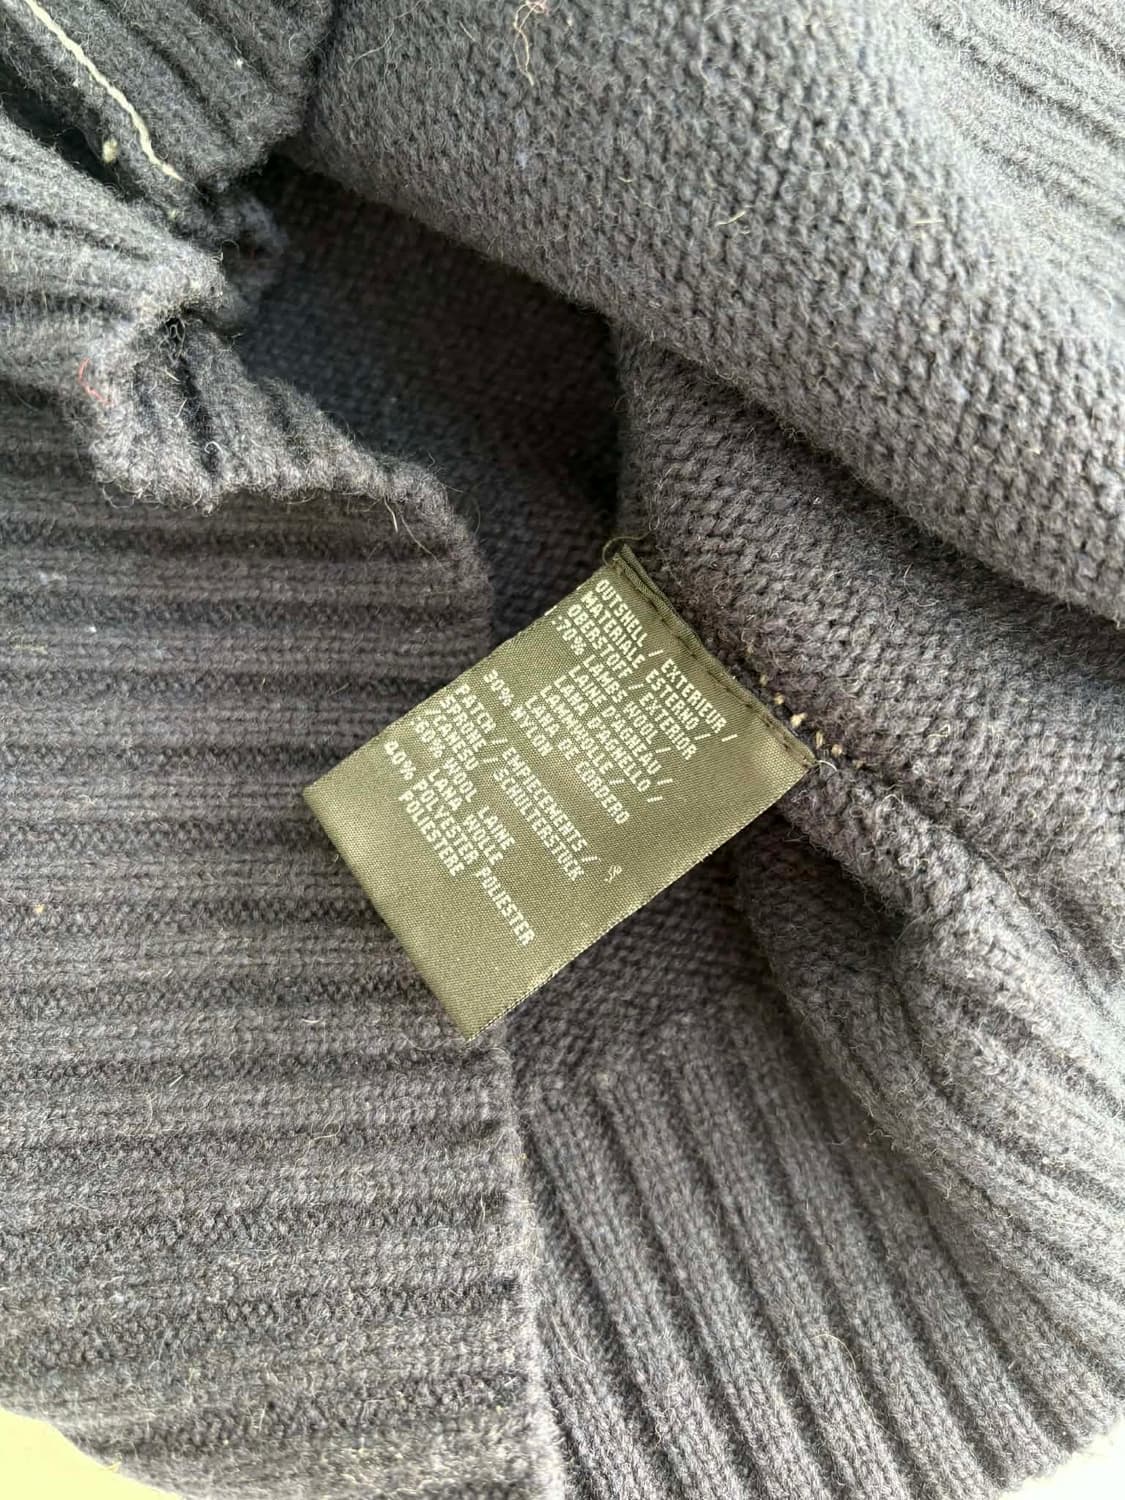 OUTSHELL / EXTERIEUR /
MATERIALE ESTERNO /
OBERSTOFF / EXTERIOR
:70% LAMBS WOOL /
LAINE D'AGNEAU /
LANA D'AGNELLO /
LAMMWOLLE /
LANA DE CORDERO
30% NYLON
PATCH / EMPIECEMENTS /
SPRONE / SCHULTERSTÜCK
/CANESU
:60% WOOL LAINE
LANA WOLLE
40% POLYESTER POLIESTER
POLIESTERE